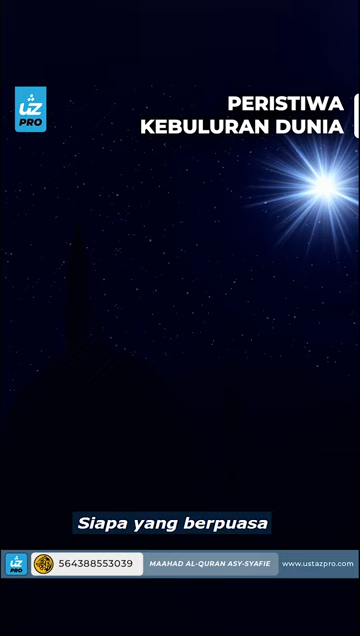 UZ
PRO
PERISTIWA
KEBULURAN DUNIA
Siapa yang berpuasa
UZ
PRO
564388553039
MAAHAD AL-QURAN ASY-SYAFIE
www.ustazpro.com